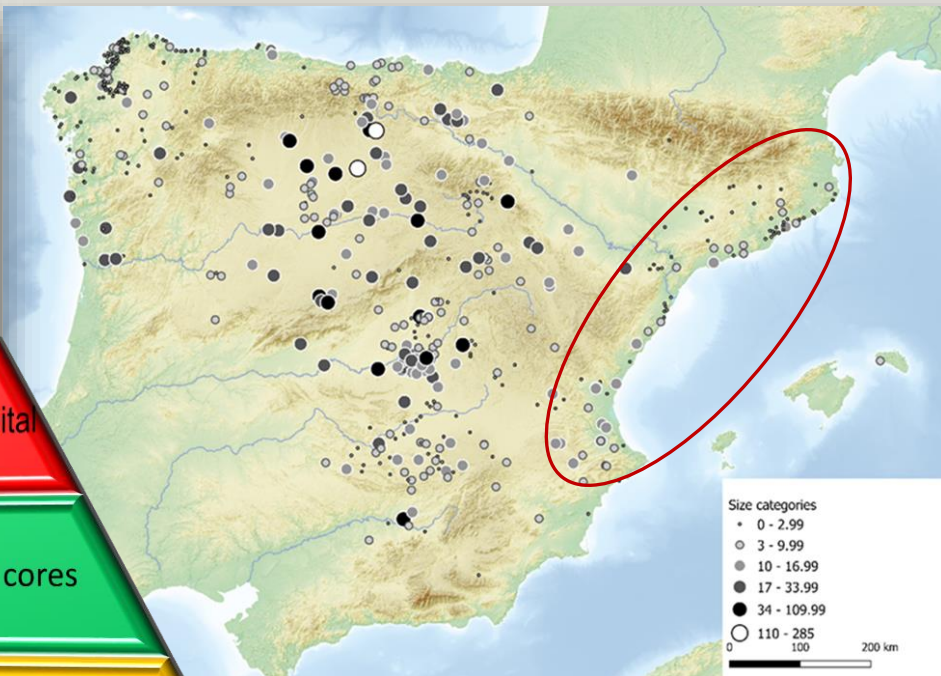 ital
cores
Size categories
0 - 2.99
3 - 9.99
10 - 16.99
17 - 33.99
34 - 109.99
110 - 285
0 100 200 km